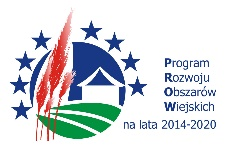 Program
Rozwoju
Obszarów
Wiejskich
na lata 2014-2020